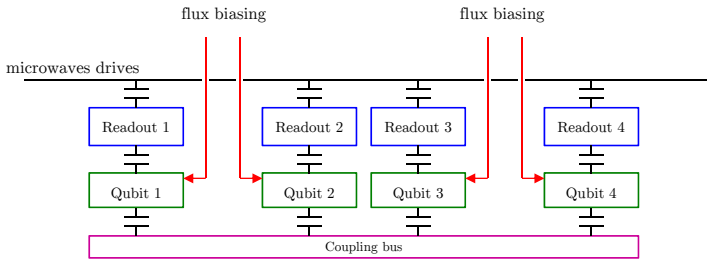 flux biasing
flux biasing
microwaves drives
Readout 1
Readout 2
Readout 3
Readout 4
Qubit 1
Qubit 2
Qubit 3
Qubit 4
Coupling bus